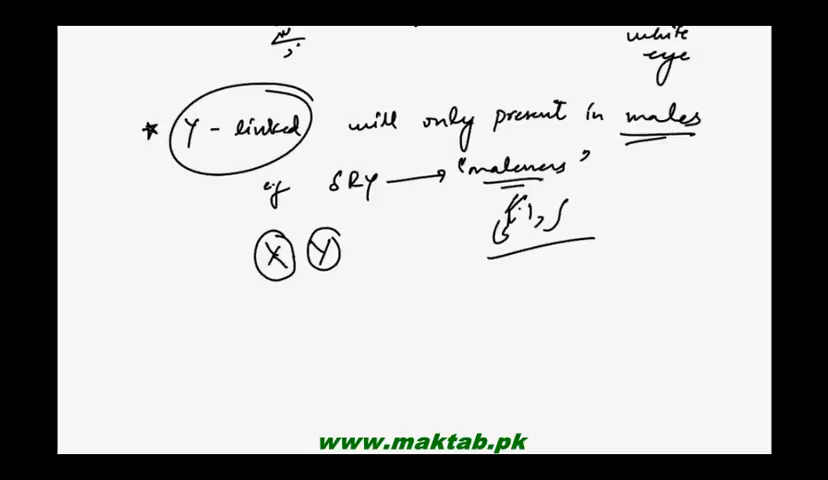 white
eye
* Y - linked will only present in males
eg SRY → "maleness"
X Y
www.maktab.pk